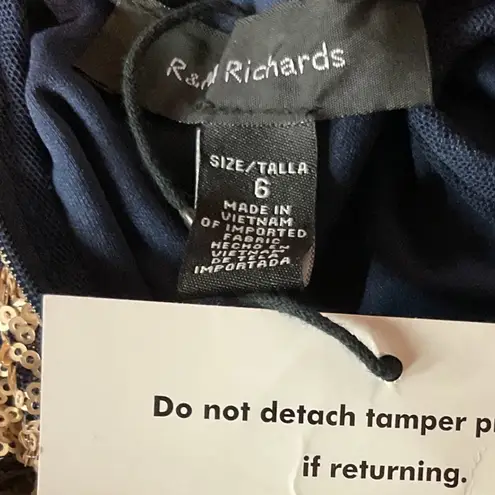 R&M Richards
SIZE/TALLA
6
MADE IN
VIETNAM
OF IMPORTED
FABRIC
HECHO EN
VIETNAM
DE TELA
IMPORTADA
Do not detach tamper
if returning.